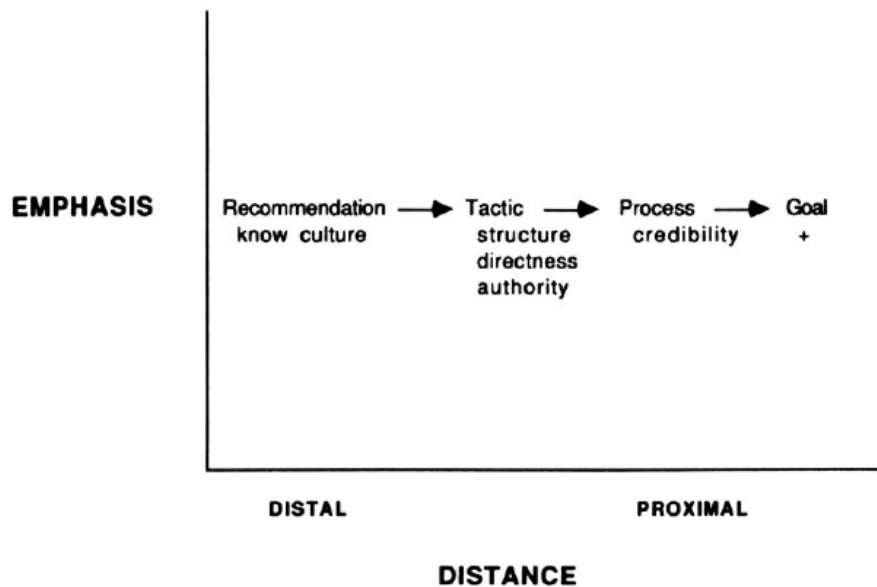 EMPHASIS
Recommendation → Tactic → Process → Goal
know culture structure credibility +
directness
authority
DISTAL PROXIMAL
DISTANCE